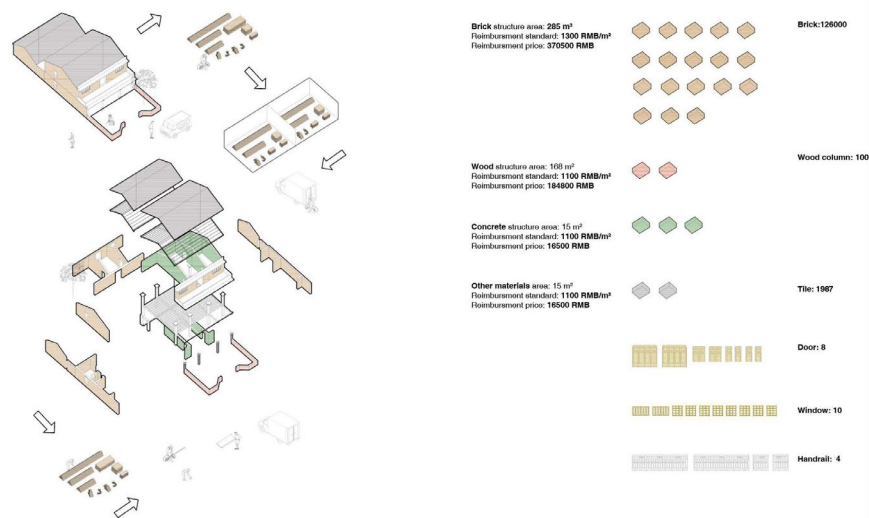 Brick structure area: 285 m²
Reimbursment standard: 1300 RMB/m²
Reimbursment price: 370500 RMB
Brick:126000
Wood structure area: 168 m²
Reimbursment standard: 1100 RMB/m²
Reimbursment price: 184800 RMB
Wood column: 100
Concrete structure area: 15 m²
Reimbursment standard: 1100 RMB/m²
Reimbursment price: 16500 RMB
Other materials area: 15 m²
Reimbursment standard: 1100 RMB/m²
Reimbursment price: 16500 RMB
Tile: 1987
Door: 8
Window: 10
Handrail: 4